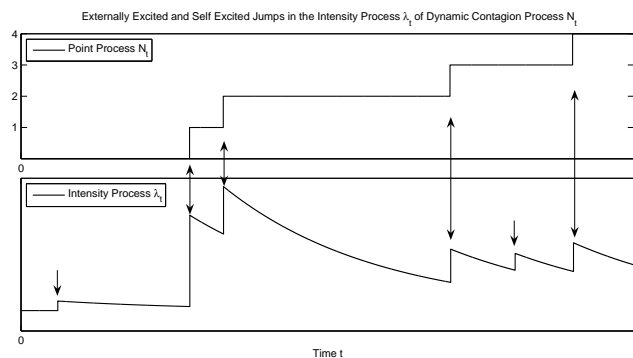 Externally Excited and Self Excited Jumps in the Intensity Process λt of Dynamic Contagion Process Nt
4
Point Process Nt
3
2
1
0
0
Intensity Process λt
Time t